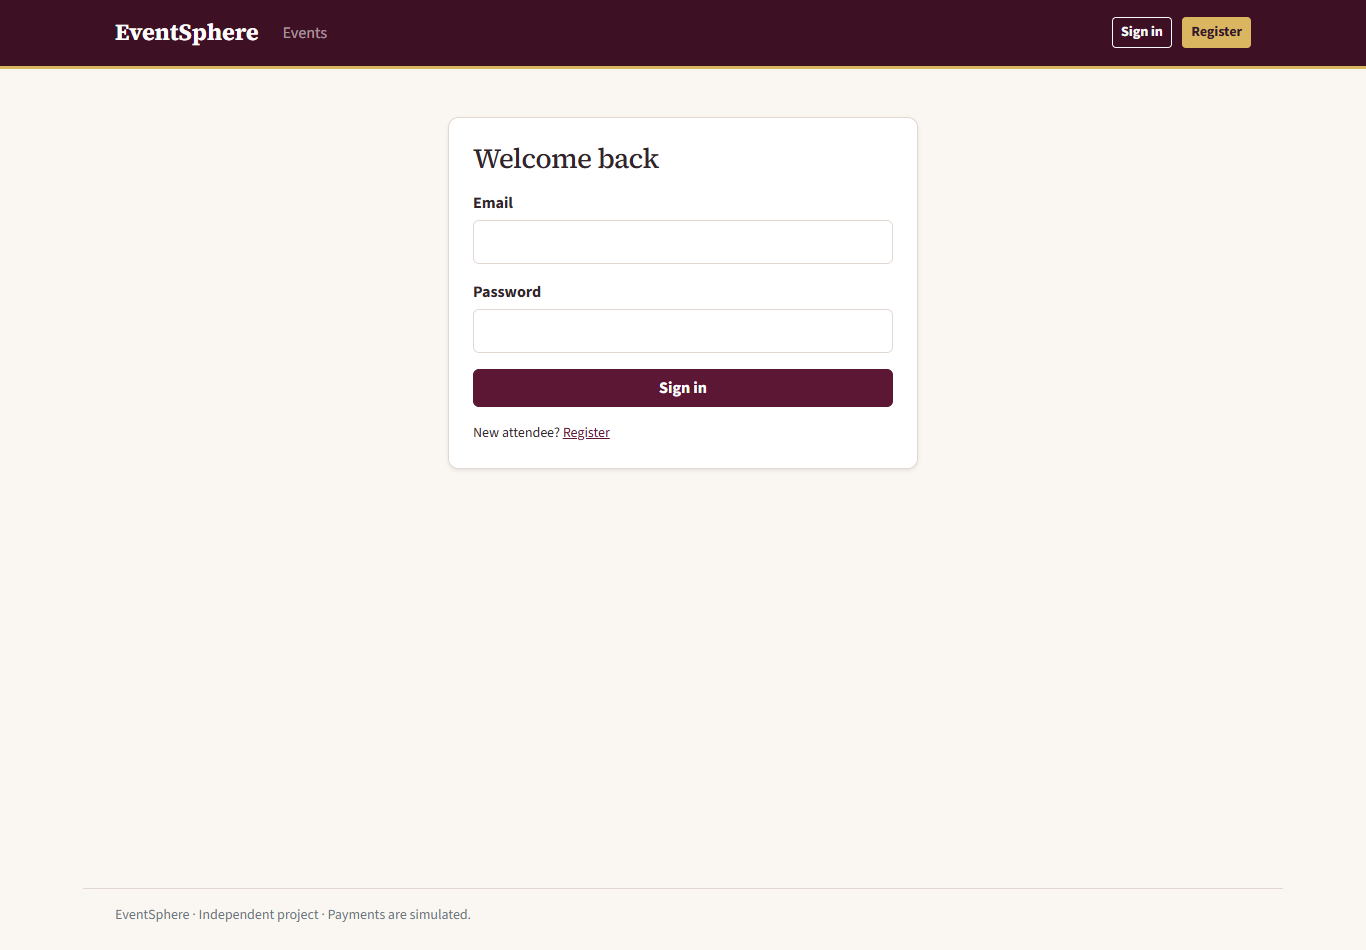 EventSphere Events Sign in Register
Welcome back
Email
Password
Sign in
New attendee? Register
EventSphere · Independent project · Payments are simulated.